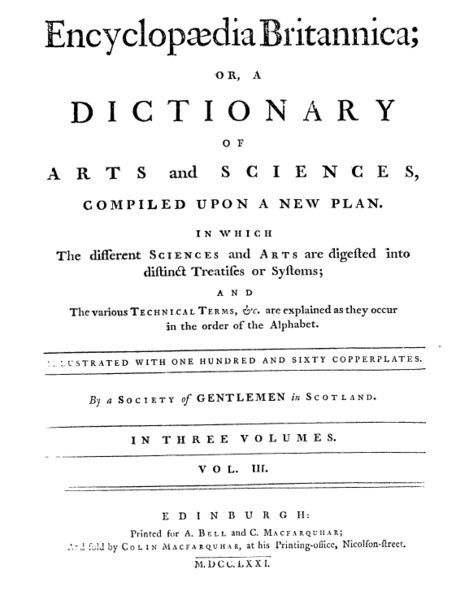 Encyclopædia Britannica;
OR, A
DICTIONARY
OF
ARTS and SCIENCES,
COMPILED UPON A NEW PLAN.
IN WHICH
The different SCIENCES and ARTS are digeſted into
diſtinct Treatiſes or Syſtems;
AND
The various TECHNICAL TERMS, &c. are explained as they occur
in the order of the Alphabet.
ILLUSTRATED WITH ONE HUNDRED AND SIXTY COPPERPLATES.
By a SOCIETY of GENTLEMEN in SCOTLAND.
IN THREE VOLUMES.
VOL. III.
EDINBURGH:
Printed for A. BELL and C. MACFARQUHAR;
And ſold by COLIN MACFARQUHAR, at his Printing-office, Nicolſon-ſtreet.
M.DCC.LXXI.